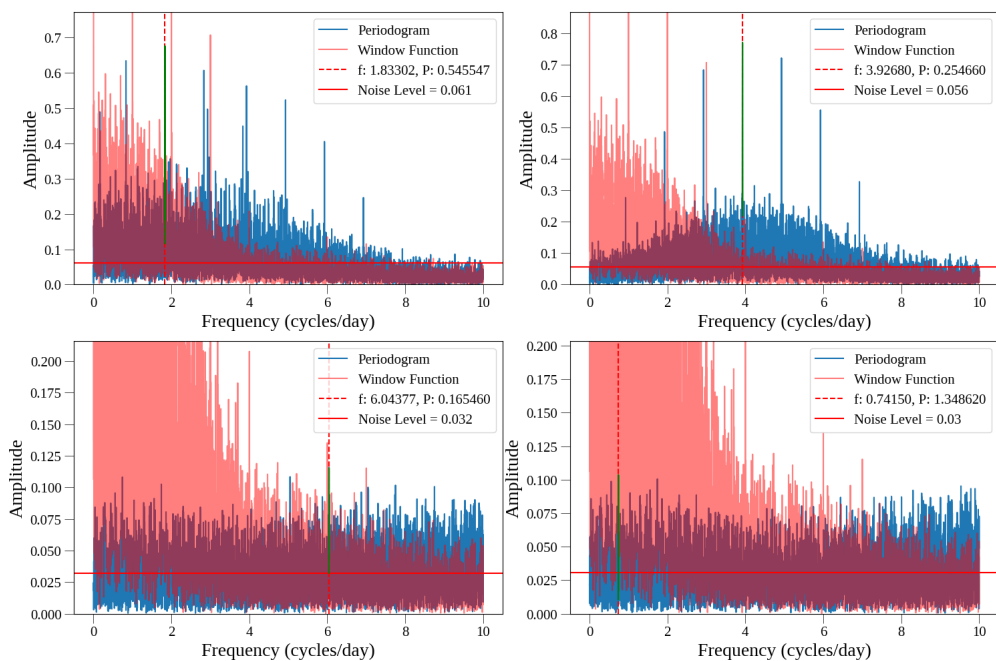 Periodogram
Window Function
f: 1.83302, P: 0.545547
Noise Level = 0.061
Amplitude
0.7
0.6
0.5
0.4
0.3
0.2
0.1
0.0
0 2 4 6 8 10
Frequency (cycles/day)
Periodogram
Window Function
f: 3.92680, P: 0.254660
Noise Level = 0.056
Amplitude
0.8
0.7
0.6
0.5
0.4
0.3
0.2
0.1
0.0
0 2 4 6 8 10
Frequency (cycles/day)
Periodogram
Window Function
f: 6.04377, P: 0.165460
Noise Level = 0.032
Amplitude
0.200
0.175
0.150
0.125
0.100
0.075
0.050
0.025
0.000
0 2 4 6 8 10
Frequency (cycles/day)
Periodogram
Window Function
f: 0.74150, P: 1.348620
Noise Level = 0.03
Amplitude
0.200
0.175
0.150
0.125
0.100
0.075
0.050
0.025
0.000
0 2 4 6 8 10
Frequency (cycles/day)